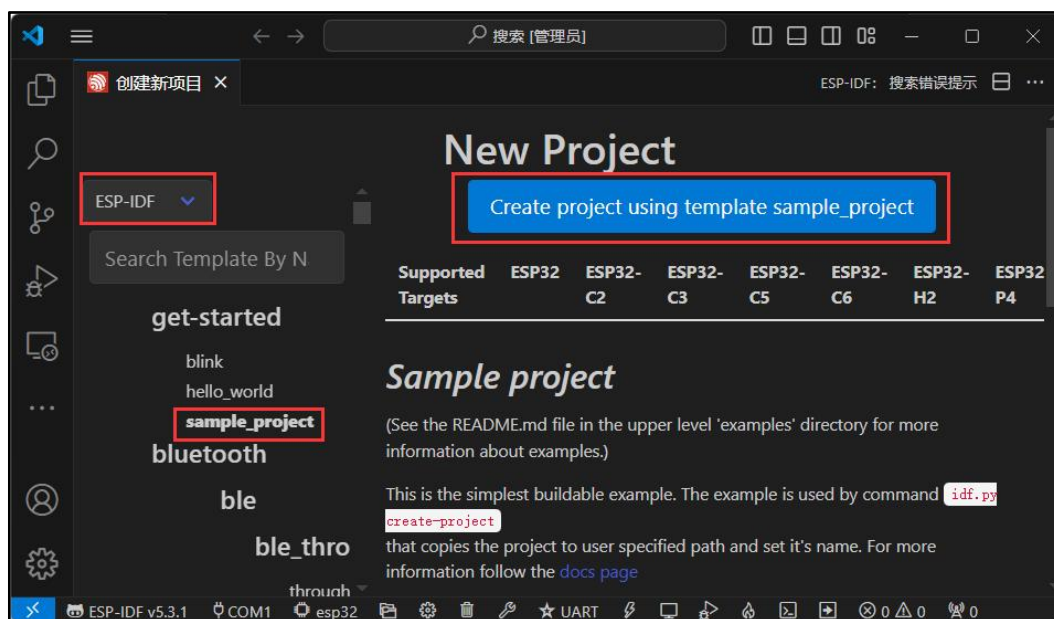 搜索 [管理员]
创建新项目
ESP-IDF: 搜索错误提示
New Project
ESP-IDF
Create project using template sample_project
Search Template By N
Supported Targets ESP32 ESP32-C2 ESP32-C3 ESP32-C5 ESP32-C6 ESP32-H2 ESP32 P4
get-started
blink
hello_world
sample_project
bluetooth
ble
ble_thro
through
Sample project
(See the README.md file in the upper level 'examples' directory for more
information about examples.)
This is the simplest buildable example. The example is used by command idf.py
create-project
that copies the project to user specified path and set it's name. For more
information follow the docs page
ESP-IDF v5.3.1 COM1 esp32 UART 0 0 0